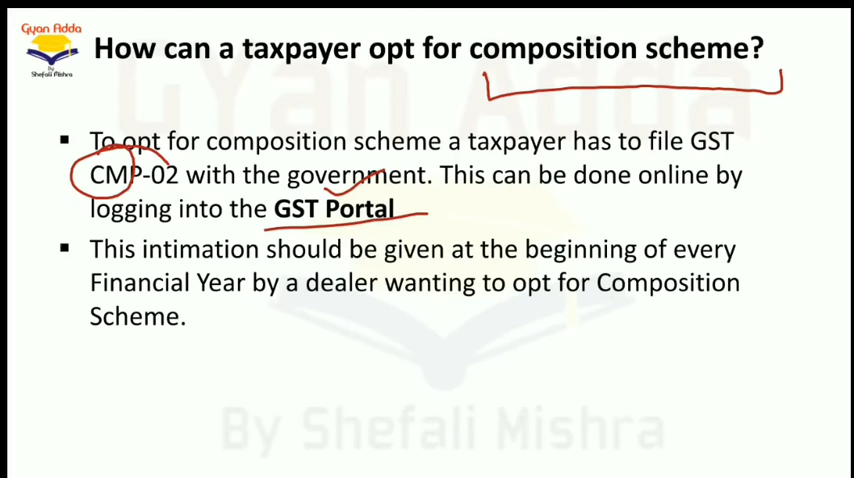 Gyan Adda
by
Shefali Mishra
How can a taxpayer opt for composition scheme?
▪ To opt for composition scheme a taxpayer has to file GST
CMP-02 with the government. This can be done online by
logging into the GST Portal
▪ This intimation should be given at the beginning of every
Financial Year by a dealer wanting to opt for Composition
Scheme.
Gyan Adda
By Shefali Mishra